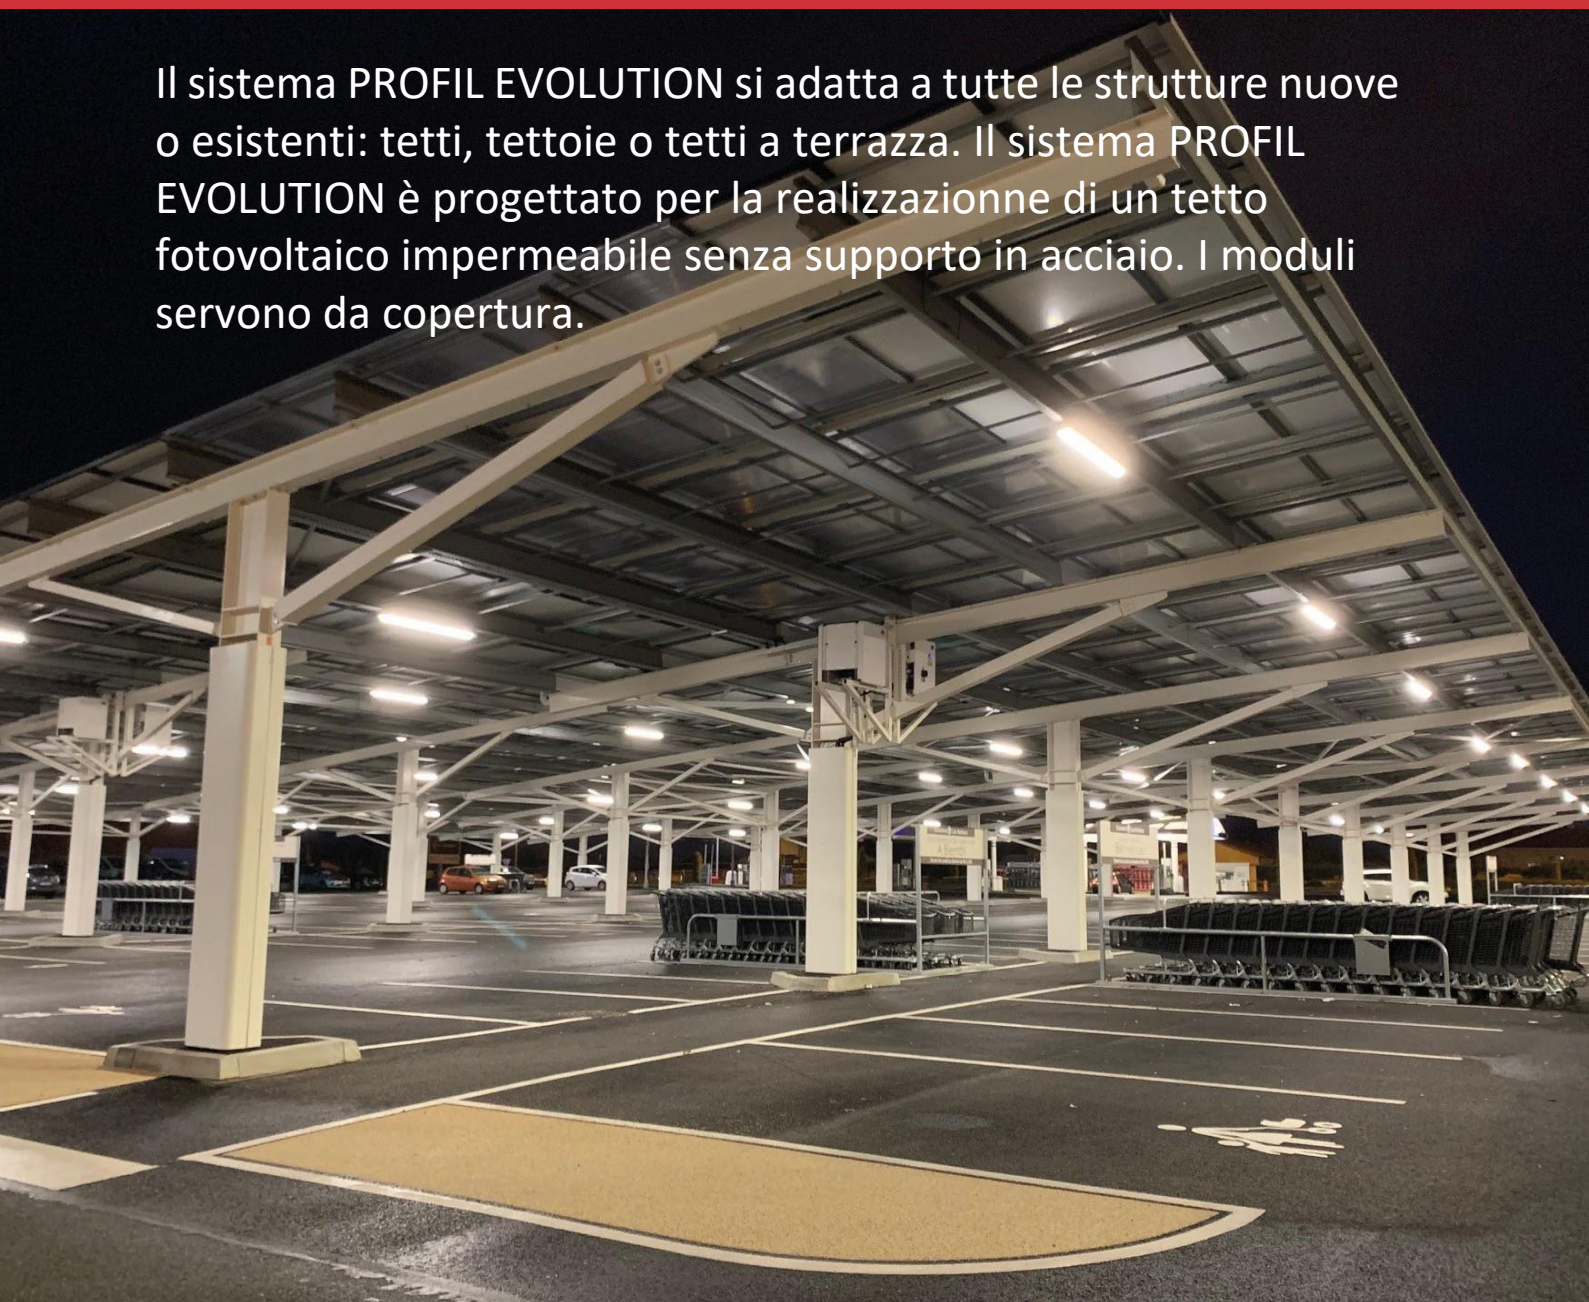 Il sistema PROFIL EVOLUTION si adatta a tutte le strutture nuove
o esistenti: tetti, tettoie o tetti a terrazza. Il sistema PROFIL
EVOLUTION è progettato per la realizzazionne di un tetto
fotovoltaico impermeabile senza supporto in acciaio. I moduli
servono da copertura.